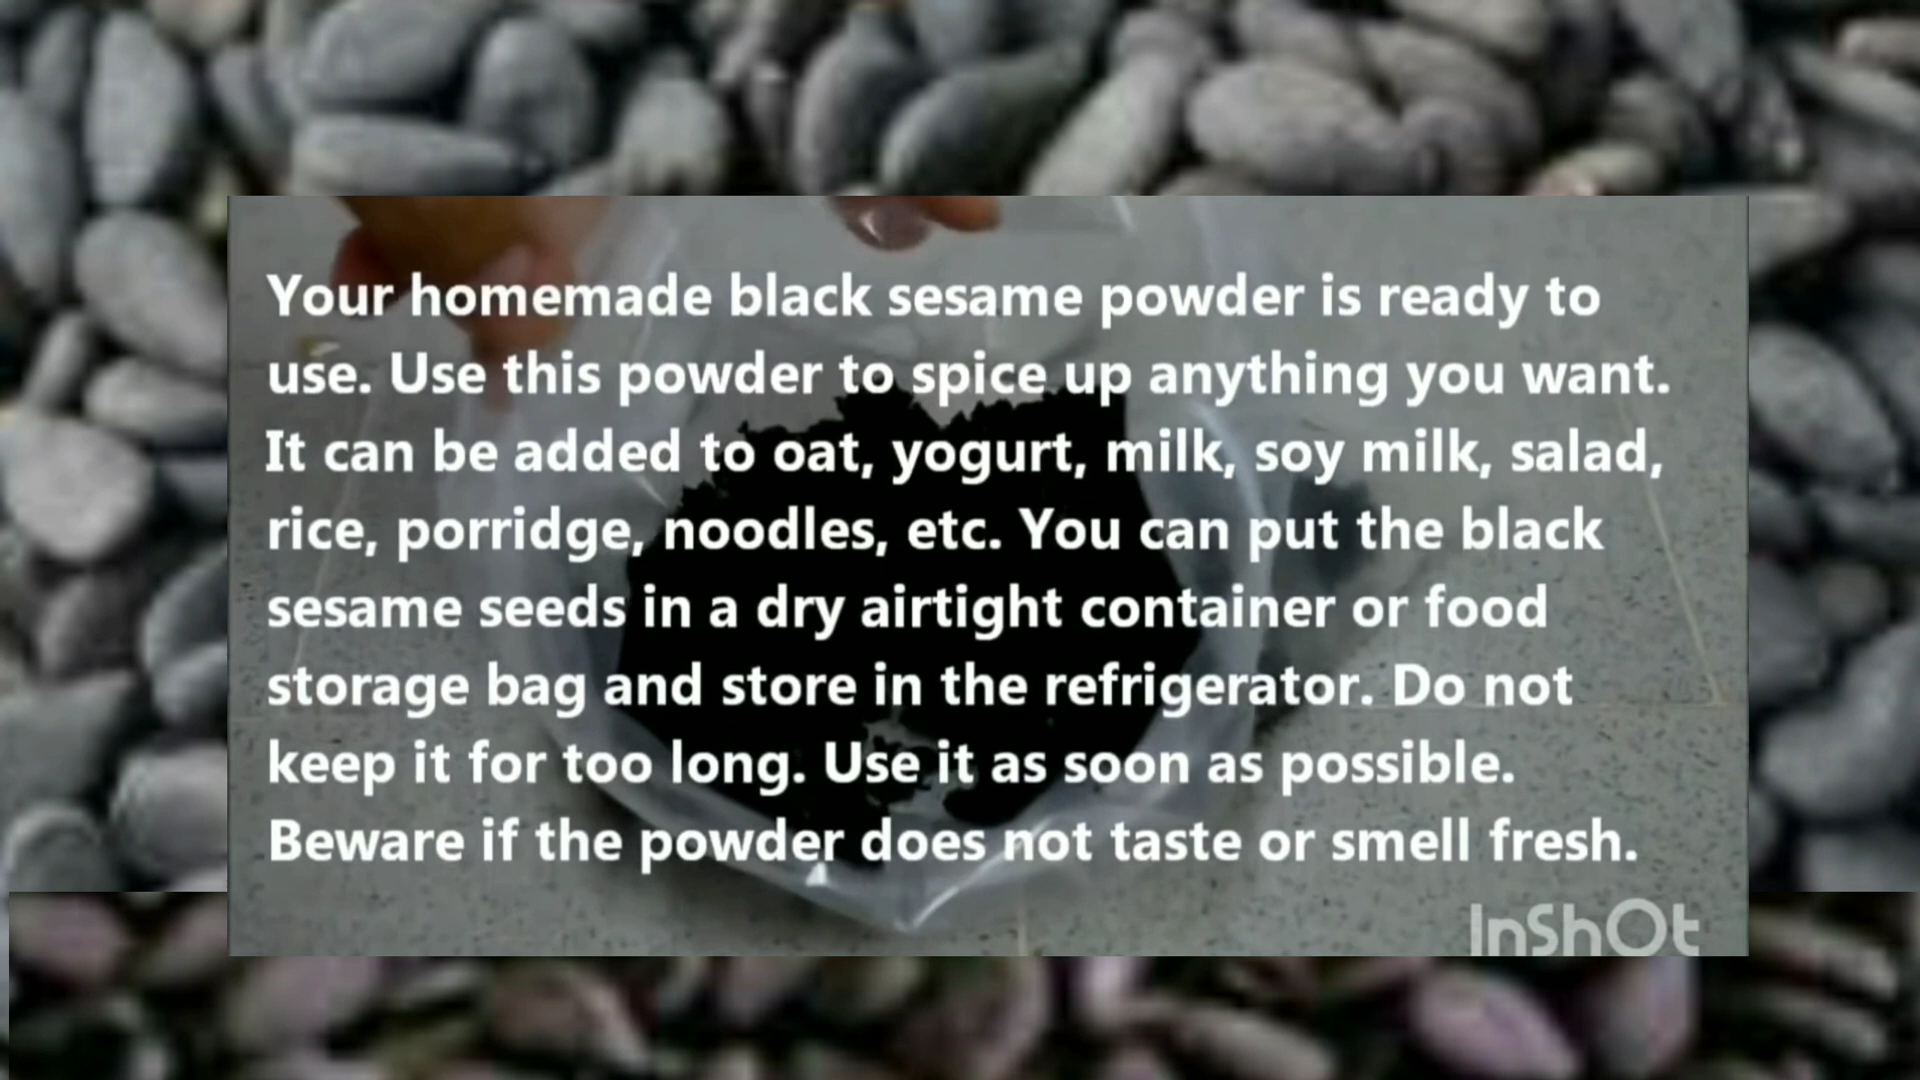 Your homemade black sesame powder is ready to
use. Use this powder to spice up anything you want.
It can be added to oat, yogurt, milk, soy milk, salad,
rice, porridge, noodles, etc. You can put the black
sesame seeds in a dry airtight container or food
storage bag and store in the refrigerator. Do not
keep it for too long. Use it as soon as possible.
Beware if the powder does not taste or smell fresh.
InShOt